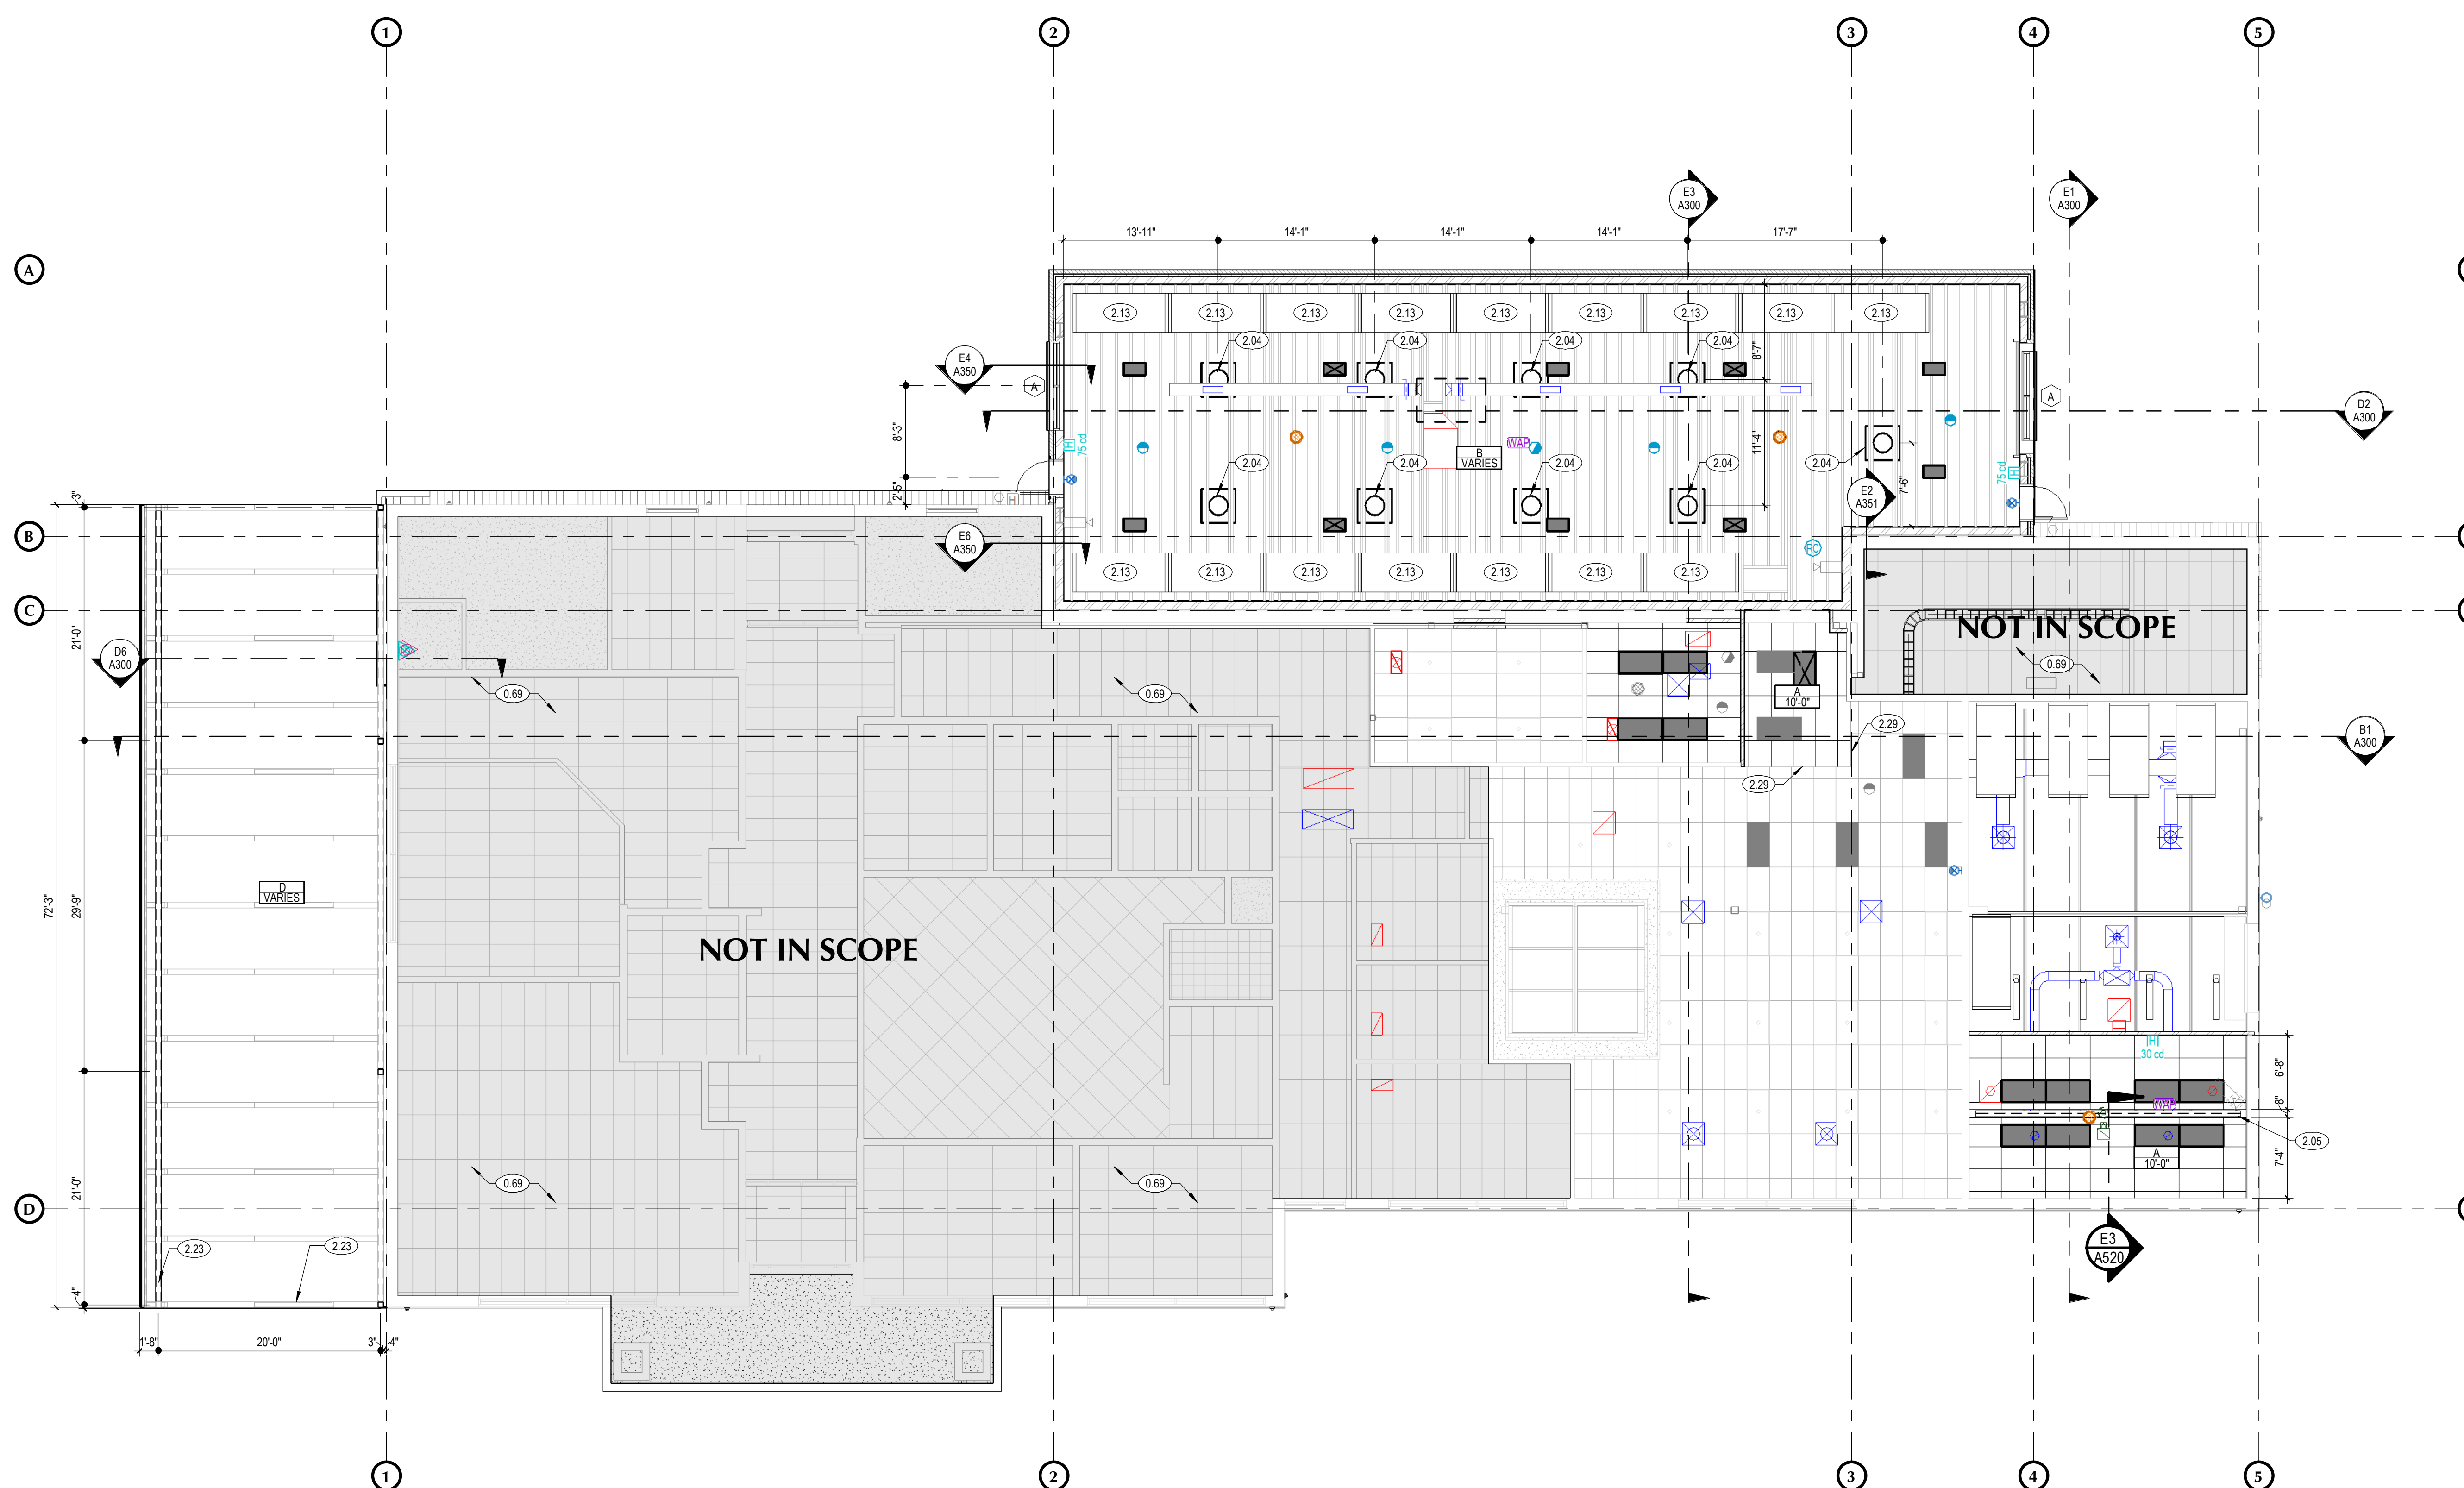 1
2
3
4
5
E3
A300
E1
A300
13'-11"
14'-1"
14'-1"
14'-1"
17'-7"
A
2.13
2.13
2.13
2.13
2.13
2.13
2.13
2.13
2.13
2.04
2.04
2.04
2.04
8'-7"
E4
A350
A
A
D2
A300
8'-3"
H
75 cd
WAP
B
VARIES
11'-4"
2.04
2.04
2.04
2.04
2.04
75 cd
H
2'-5"
H
E2
A351
7'-6"
3"
B
E6
A350
PC
2.13
2.13
2.13
2.13
2.13
2.13
2.13
C
NOT IN SCOPE
21'-0"
D6
A300
0.69
0.69
0.69
A
10'-0"
2.29
B1
A300
2.29
72'-3"
29'-9"
D
VARIES
NOT IN SCOPE
H
30 cd
6'-8"
WAP
8"
2.05
A
10'-0"
7'-4"
0.69
0.69
21'-0"
D
2.23
2.23
E3
A520
4"
1'-8"
20'-0"
3"
4"
1
2
3
4
5